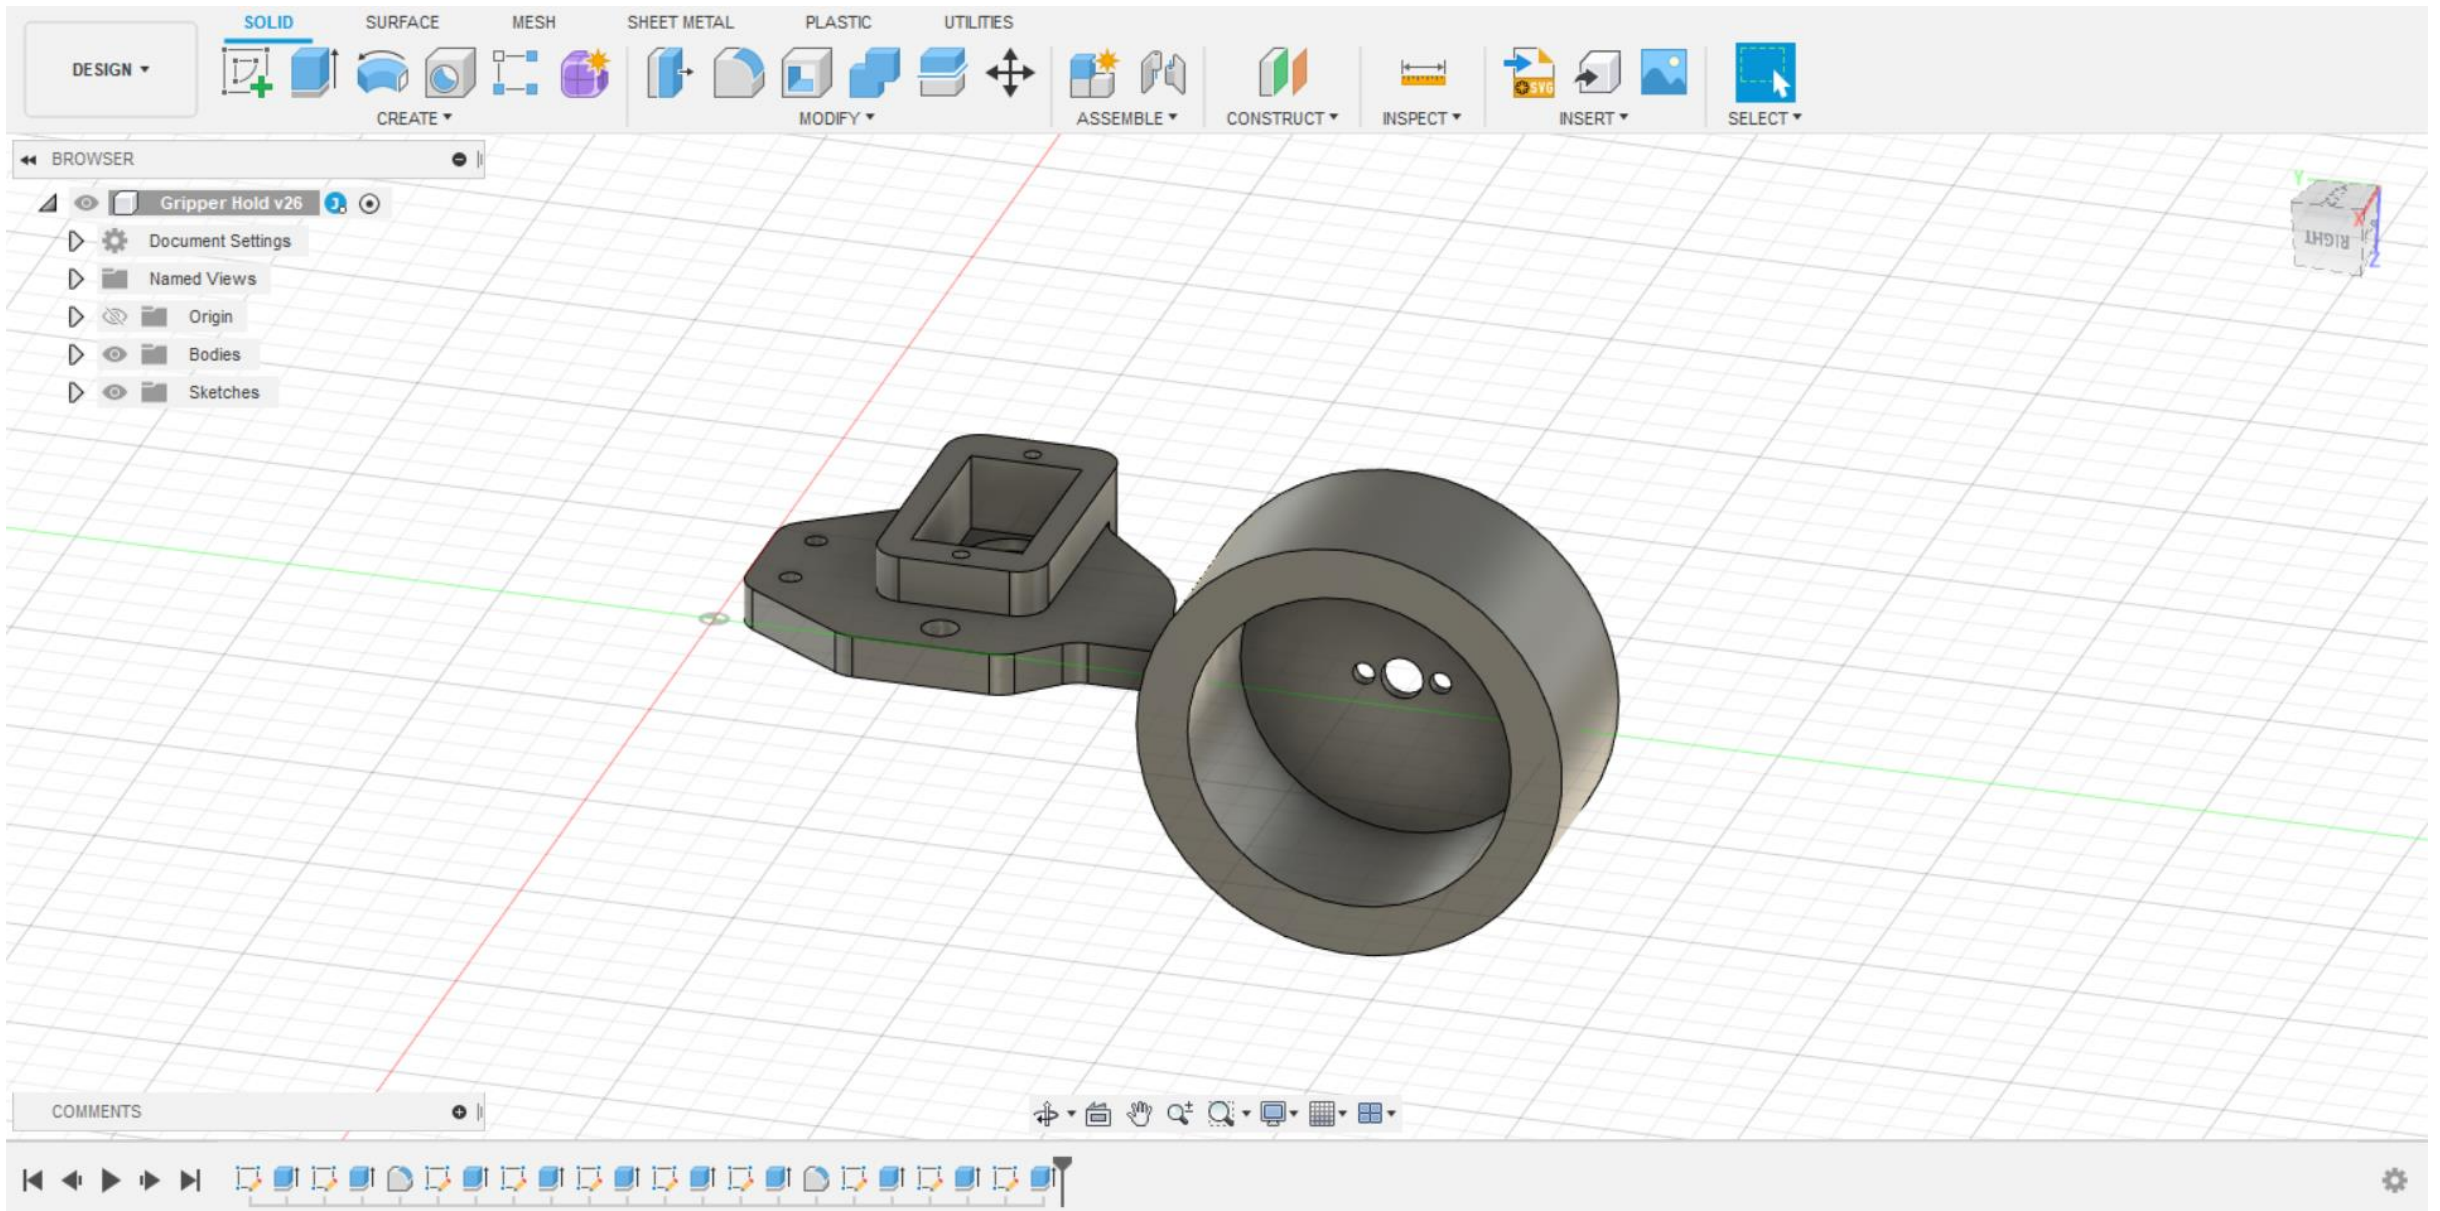 SOLID SURFACE MESH SHEET METAL PLASTIC UTILITIES
DESIGN
CREATE MODIFY ASSEMBLE CONSTRUCT INSPECT INSERT SELECT
SVG
BROWSER
Gripper Hold v26
Document Settings
Named Views
Origin
Bodies
Sketches
Y
X
RIGHT
Z
COMMENTS